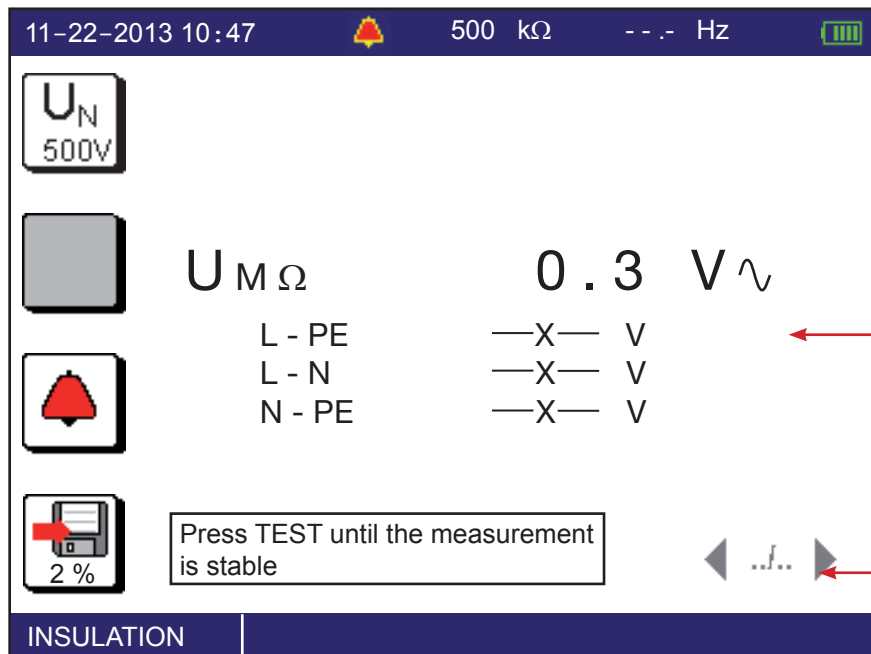 11-22-2013 10:47 500 kΩ - - .- Hz
UN
500V
UMΩ 0.3 V
L - PE —X— V
L - N —X— V
N - PE —X— V
2 %
Press TEST until the measurement
is stable
../..
INSULATION